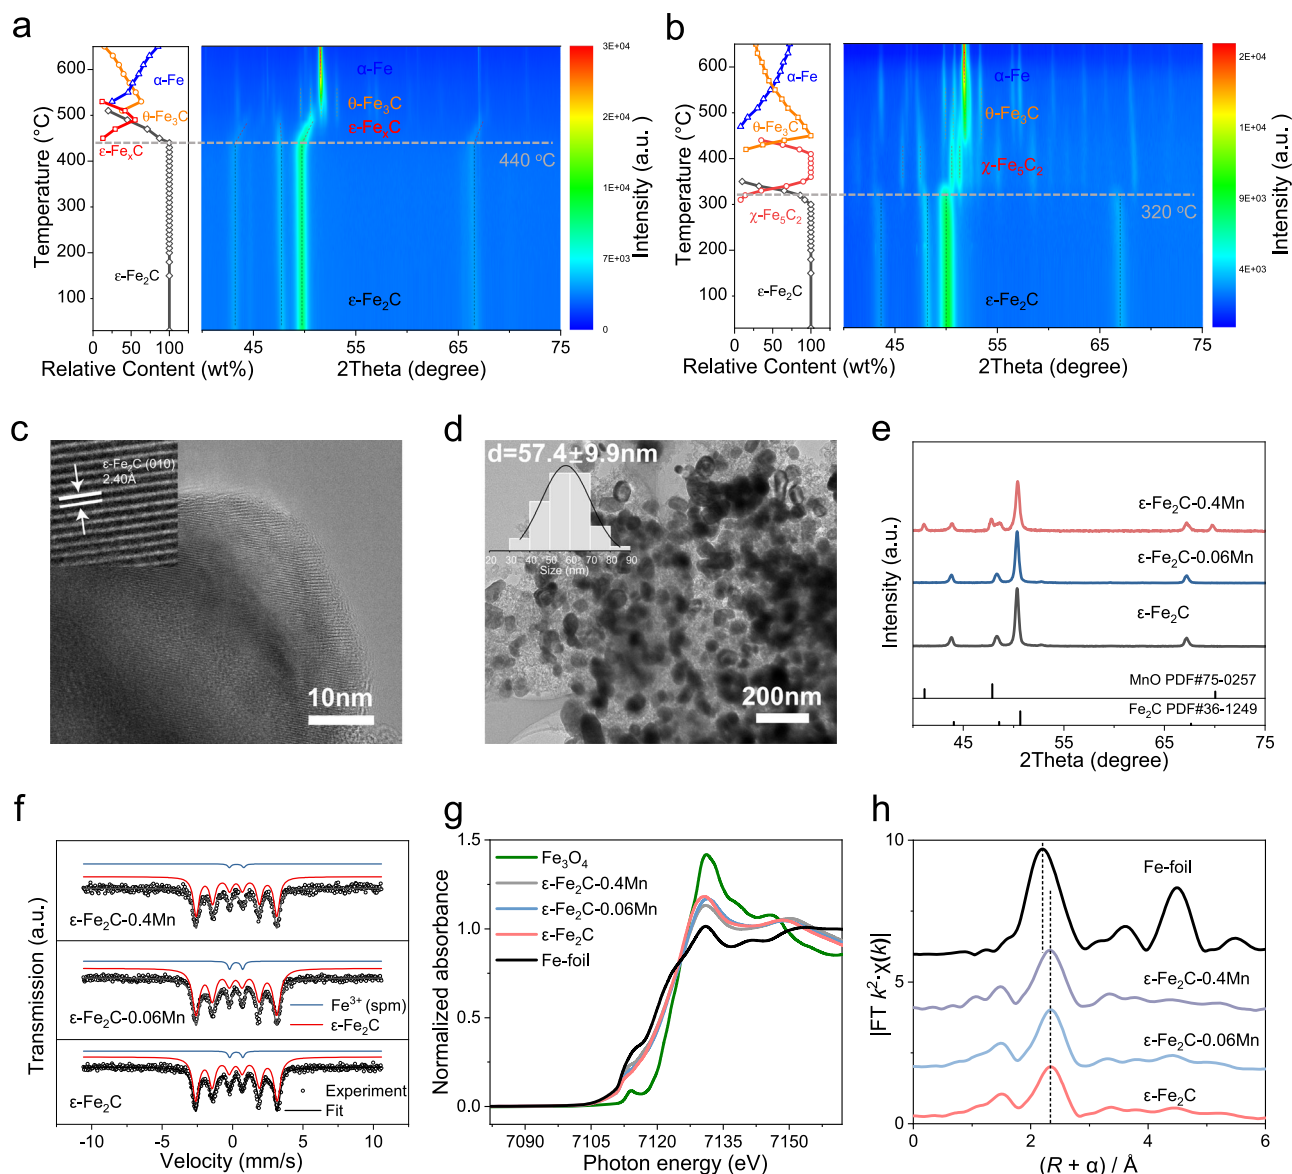 a
600
500
400
300
200
100
Temperature (°C)
α-Fe
θ-Fe3C
ε-FexC
ε-Fe2C
0 50 100
Relative Content (wt%)
α-Fe
θ-Fe3C
ε-FexC
440 °C
ε-Fe2C
45 55 65 75
2Theta (degree)
3E+04
2E+04
1E+04
7E+03
0
Intensity (a.u.)
b
600
500
400
300
200
100
Temperature (°C)
α-Fe
θ-Fe3C
χ-Fe5C2
ε-Fe2C
0 50 100
Relative Content (wt%)
α-Fe
θ-Fe3C
χ-Fe5C2
320 °C
ε-Fe2C
45 55 65 75
2Theta (degree)
2E+04
1E+04
9E+03
4E+03
Intensity (a.u.)
c
ε-Fe2C (010)
2.40Å
10nm
d
d=57.4±9.9nm
20 30 40 50 60 70 80 90
Size (nm)
200nm
e
ε-Fe2C-0.4Mn
ε-Fe2C-0.06Mn
ε-Fe2C
MnO PDF#75-0257
Fe2C PDF#36-1249
Intensity (a.u.)
45 55 65 75
2Theta (degree)
f
Transmission (a.u.)
ε-Fe2C-0.4Mn
ε-Fe2C-0.06Mn
Fe3+ (spm)
ε-Fe2C
ε-Fe2C
Experiment
Fit
-10 -5 0 5 10
Velocity (mm/s)
g
1.5
1.0
0.5
0.0
Normalized absorbance
Fe3O4
ε-Fe2C-0.4Mn
ε-Fe2C-0.06Mn
ε-Fe2C
Fe-foil
7090 7105 7120 7135 7150
Photon energy (eV)
h
10
5
0
|FT k2·χ(k)|
Fe-foil
ε-Fe2C-0.4Mn
ε-Fe2C-0.06Mn
ε-Fe2C
0 2 4 6
(R + α) / Å